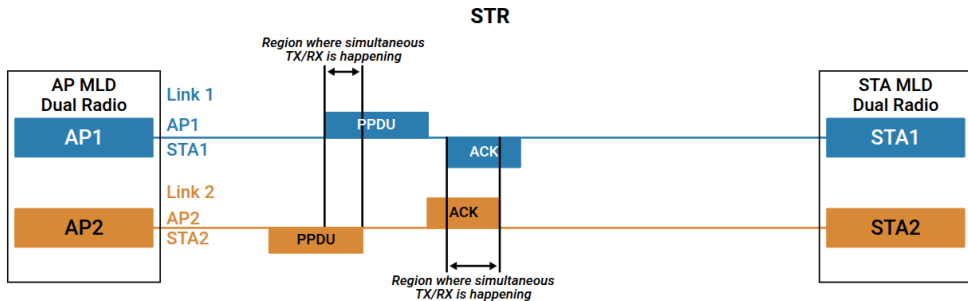 STR
Region where simultaneous
TX/RX is happening
AP MLD
Dual Radio
Link 1
STA MLD
Dual Radio
AP1
AP1
PPDU
STA1
STA1
ACK
Link 2
AP2
AP2
ACK
STA2
STA2
PPDU
Region where simultaneous
TX/RX is happening